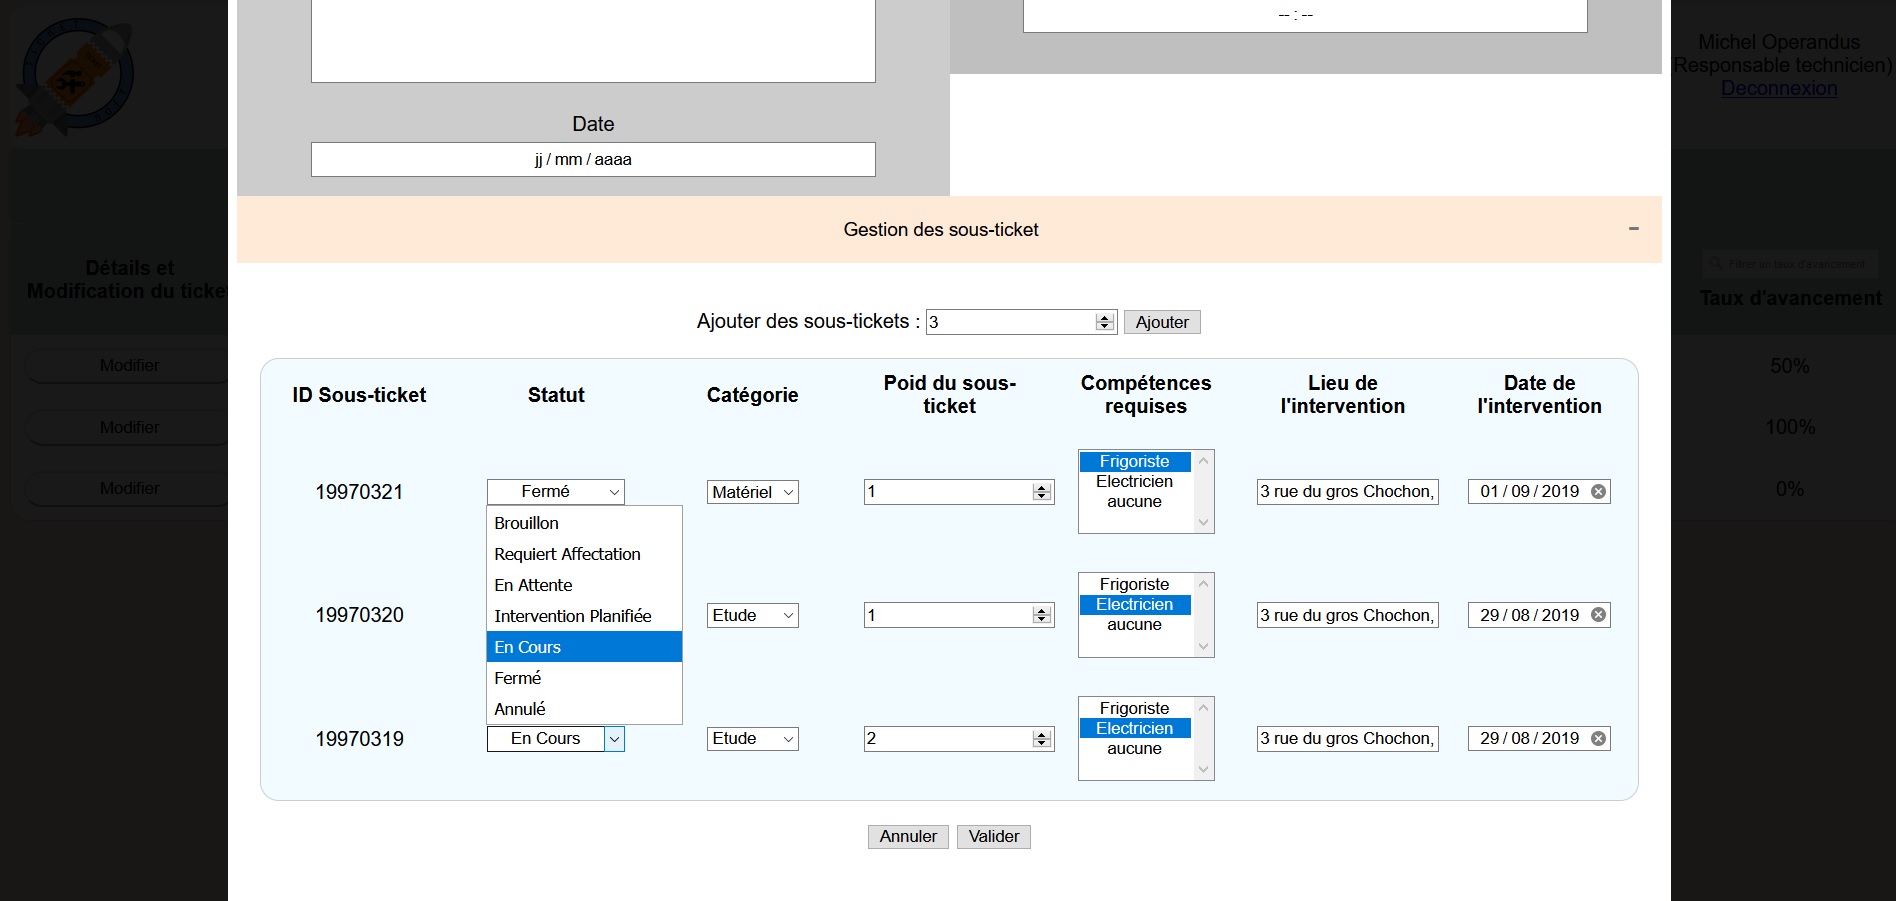 -- : --
Michel Operandus
(Responsable technicien)
Deconnexion
Date
jj / mm / aaaa
Gestion des sous-ticket
Détails et
Modification du ticke
Filtrer un taux d'avancement
Taux d'avancement
Ajouter des sous-tickets : 3 Ajouter
ID Sous-ticket Statut Catégorie Poid du sous-ticket Compétences requises Lieu de l'intervention Date de l'intervention
Modifier
50%
Modifier
100%
Modifier
0%
19970321 Fermé Matériel 1 Frigoriste Electricien aucune 3 rue du gros Chochon, 01 / 09 / 2019
Brouillon
Requiert Affectation
En Attente
Intervention Planifiée
En Cours
Fermé
Annulé
19970320 Etude 1 Frigoriste Electricien aucune 3 rue du gros Chochon, 29 / 08 / 2019
19970319 En Cours Etude 2 Frigoriste Electricien aucune 3 rue du gros Chochon, 29 / 08 / 2019
Annuler Valider